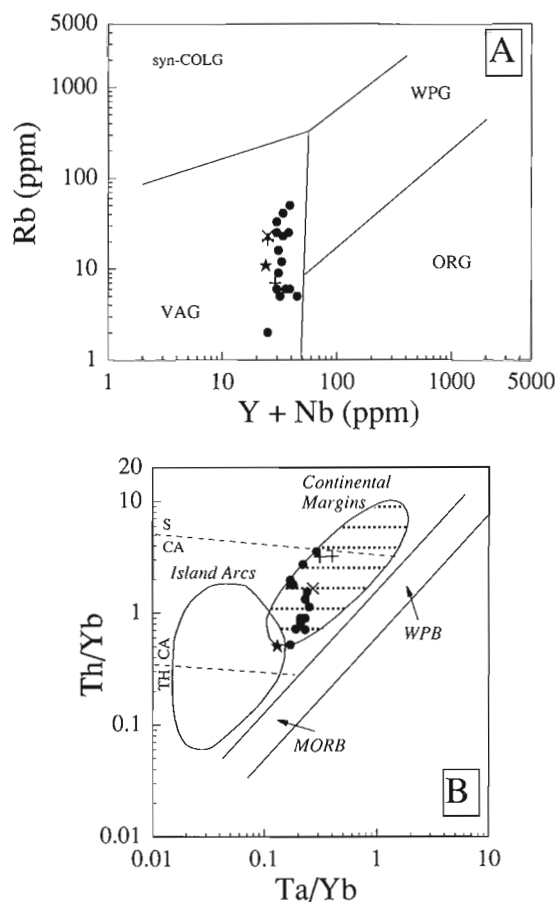 A
5000
1000
100
10
1
Rb (ppm)
syn-COLG
WPG
VAG
ORG
1 10 100 1000 5000
Y + Nb (ppm)
20
10
1
0.1
0.01
Th/Yb
Continental
Margins
S
CA
Island Arcs
CA
TH
WPB
MORB
B
0.01 0.1 1 10
Ta/Yb